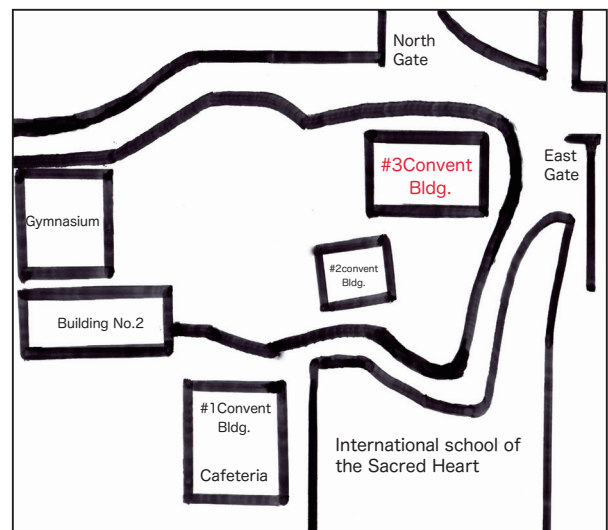 North
Gate
#3Convent
Bldg.
East
Gate
Gymnasium
#2convent
Bldg.
Building No.2
#1Convent
Bldg.
Cafeteria
International school of
the Sacred Heart